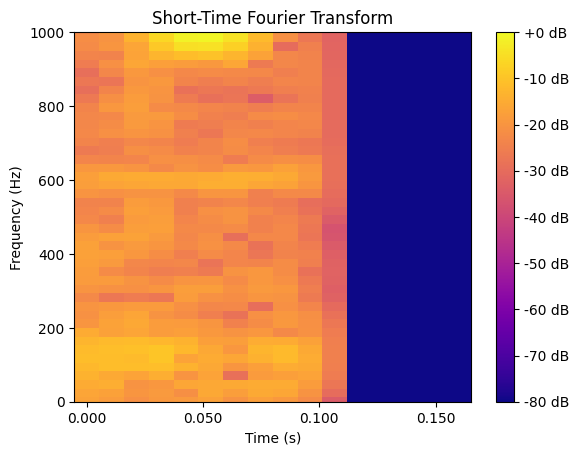 Short-Time Fourier Transform
1000
800
600
400
200
0
Frequency (Hz)
0.000
0.050
0.100
0.150
Time (s)
+0 dB
-10 dB
-20 dB
-30 dB
-40 dB
-50 dB
-60 dB
-70 dB
-80 dB